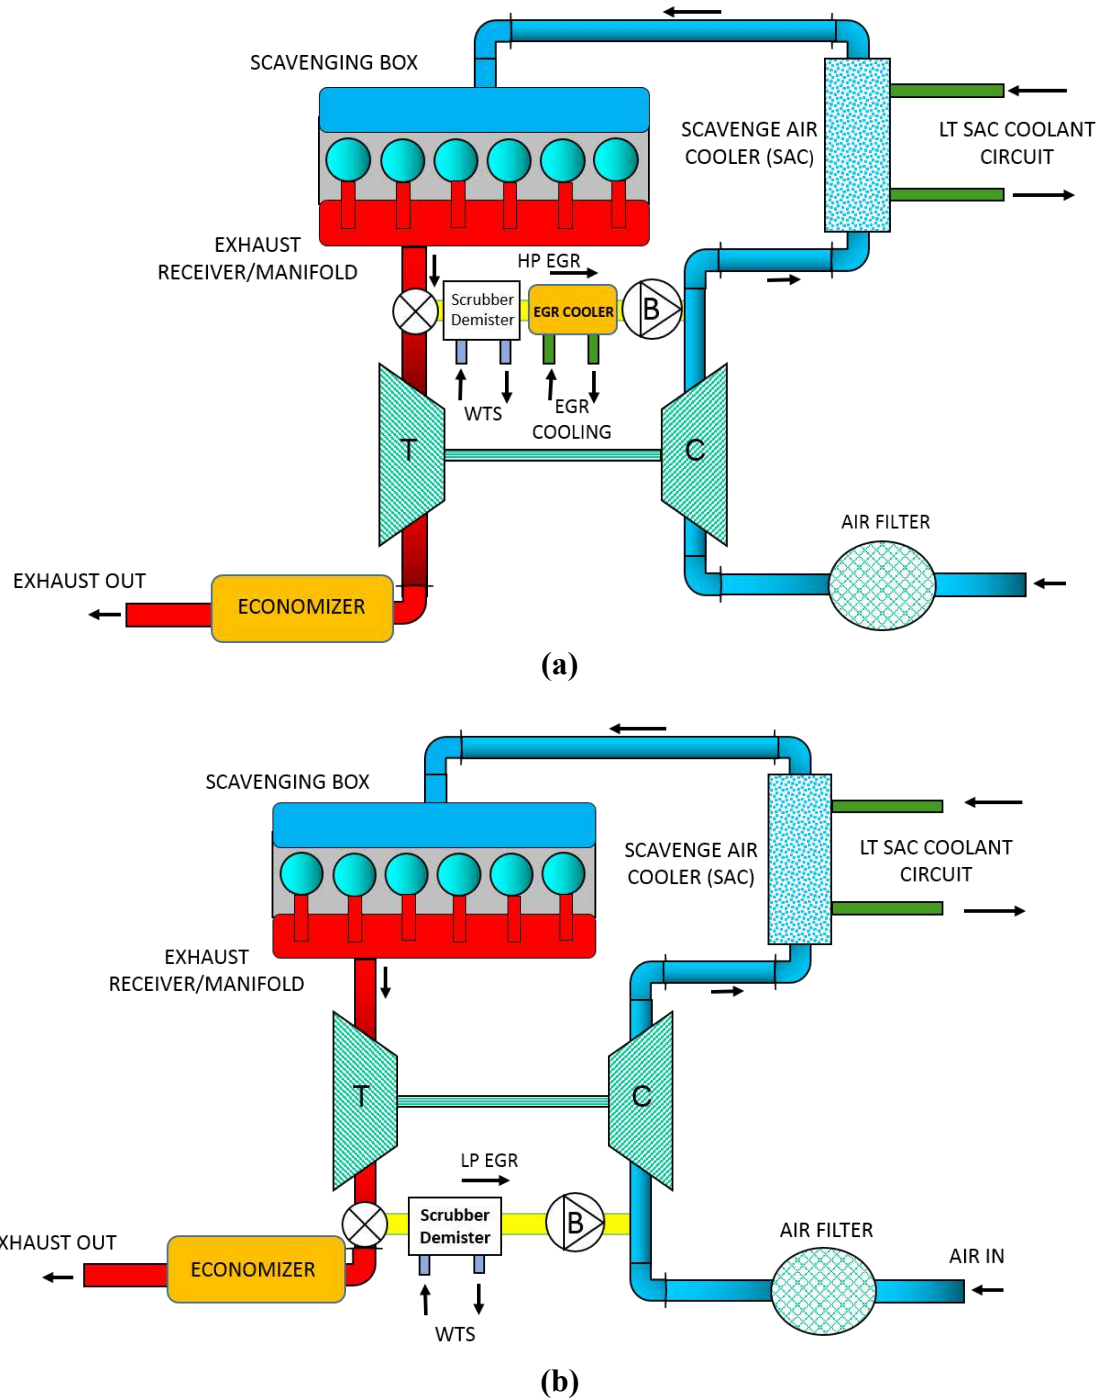 SCAVENGING BOX
SCAVENGE AIR
COOLER (SAC)
LT SAC COOLANT
CIRCUIT
EXHAUST
RECEIVER/MANIFOLD
HP EGR
Scrubber
Demister
EGR COOLER
B
WTS
EGR
COOLING
T
C
AIR FILTER
EXHAUST OUT
ECONOMIZER
(a)
SCAVENGING BOX
SCAVENGE AIR
COOLER (SAC)
LT SAC COOLANT
CIRCUIT
EXHAUST
RECEIVER/MANIFOLD
T
C
LP EGR
Scrubber
Demister
B
WTS
AIR FILTER
AIR IN
XHAUST OUT
ECONOMIZER
(b)